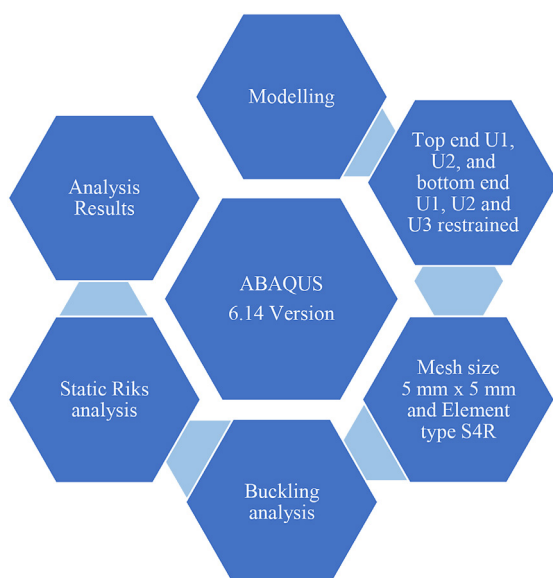 Modelling
Top end U1,
U2, and
bottom end
U1, U2 and
U3 restrained
Mesh size
5 mm x 5 mm
and Element
type S4R
Buckling
analysis
Static Riks
analysis
Analysis
Results
ABAQUS
6.14 Version